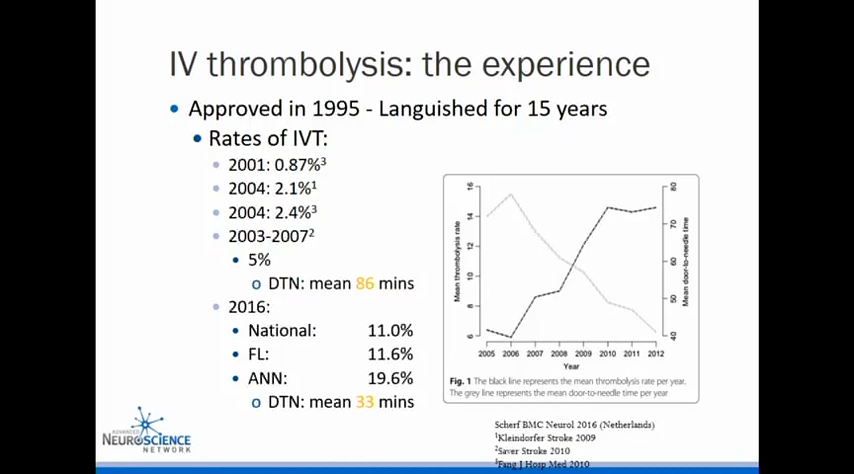 IV thrombolysis: the experience
• Approved in 1995 - Languished for 15 years
• Rates of IVT:
• 2001: 0.87%³
• 2004: 2.1%¹
• 2004: 2.4%³
• 2003-2007²
• 5%
o DTN: mean 86 mins
• 2016:
• National: 11.0%
• FL: 11.6%
• ANN: 19.6%
o DTN: mean 33 mins
Mean thrombolysis rate
16
14
12
10
8
6
80
70
60
50
40
Mean door-to-needle time
2005 2006 2007 2008 2009 2010 2011 2012
Year
Fig. 1 The black line represents the mean thrombolysis rate per year.
The grey line represents the mean door-to-needle time per year
Scherf BMC Neurol 2016 (Netherlands)
¹Kleindorfer Stroke 2009
²Saver Stroke 2010
³Fang J Hosp Med 2010
ADVANCED
NEUROSCIENCE
NETWORK